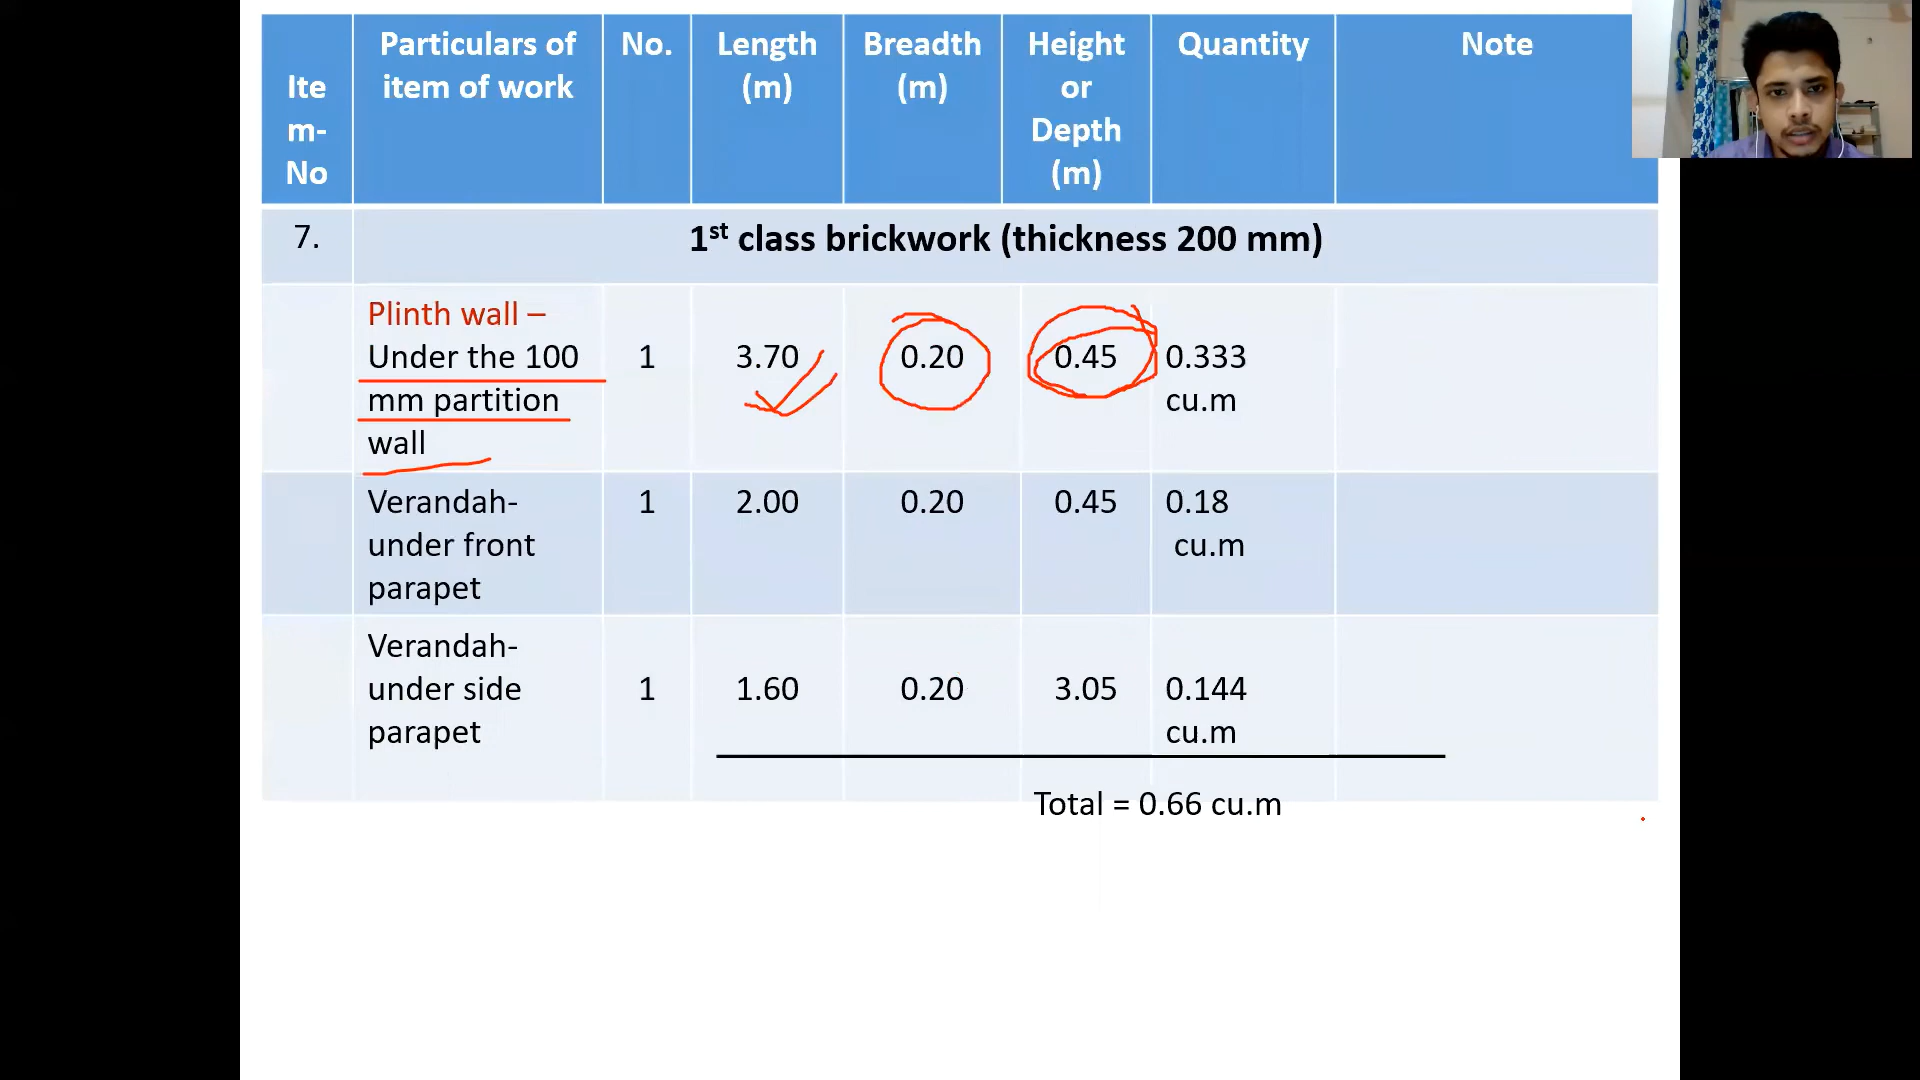 Item-No
Particulars of item of work
No.
Length (m)
Breadth (m)
Height or Depth (m)
Quantity
Note
7.
1st class brickwork (thickness 200 mm)
Plinth wall –
Under the 100
mm partition
wall
1
3.70
0.20
0.45
0.333
cu.m
Verandah-
under front
parapet
1
2.00
0.20
0.45
0.18
cu.m
Verandah-
under side
parapet
1
1.60
0.20
3.05
0.144
cu.m
Total = 0.66 cu.m